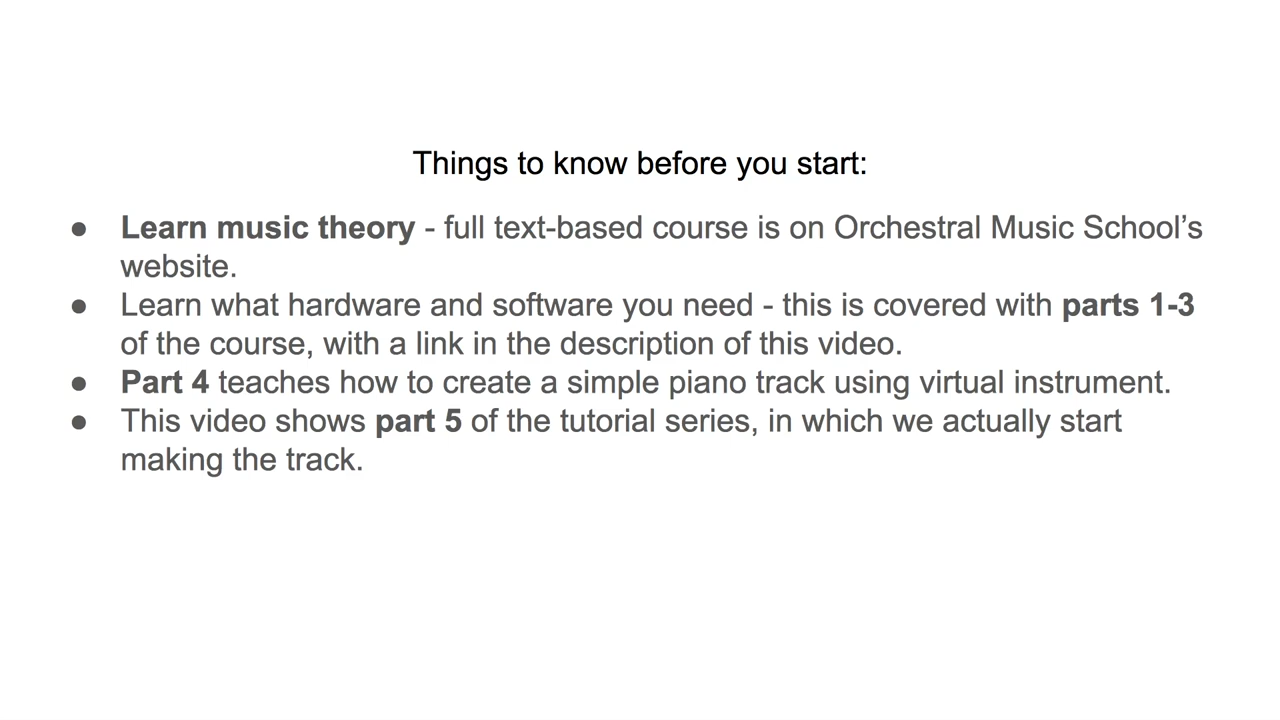 Things to know before you start:
● Learn music theory - full text-based course is on Orchestral Music School’s
website.
● Learn what hardware and software you need - this is covered with parts 1-3
of the course, with a link in the description of this video.
● Part 4 teaches how to create a simple piano track using virtual instrument.
● This video shows part 5 of the tutorial series, in which we actually start
making the track.